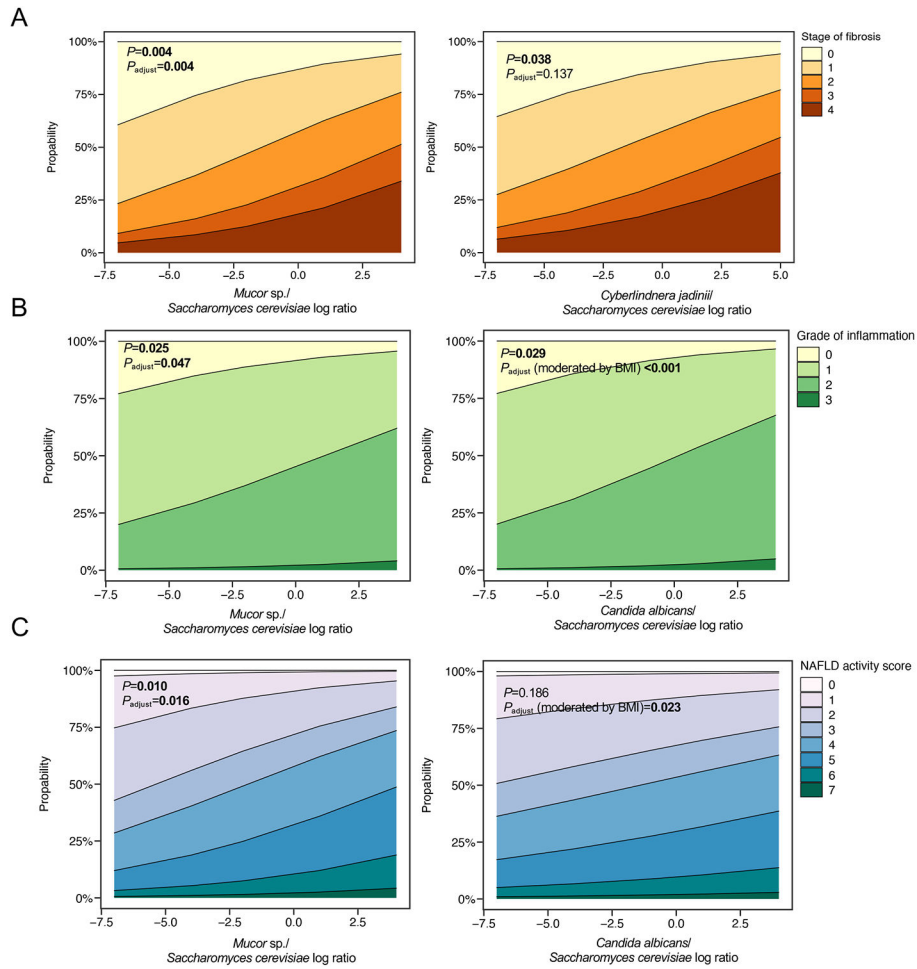 A
100%
75%
50%
25%
0%
Propability
P=0.004
Padjust=0.004
−7.5 −5.0 −2.5 0.0 2.5
Mucor sp./
Saccharomyces cerevisiae log ratio
100%
75%
50%
25%
0%
Propability
P=0.038
Padjust=0.137
−7.5 −5.0 −2.5 0.0 2.5 5.0
Cyberlindnera jadinii/
Saccharomyces cerevisiae log ratio
Stage of fibrosis
0
1
2
3
4
B
100%
75%
50%
25%
0%
Propability
P=0.025
Padjust=0.047
−7.5 −5.0 −2.5 0.0 2.5
Mucor sp./
Saccharomyces cerevisiae log ratio
100%
75%
50%
25%
0%
Propability
P=0.029
Padjust (moderated by BMI) <0.001
−7.5 −5.0 −2.5 0.0 2.5
Candida albicans/
Saccharomyces cerevisiae log ratio
Grade of inflammation
0
1
2
3
C
100%
75%
50%
25%
0%
Propability
P=0.010
Padjust=0.016
−7.5 −5.0 −2.5 0.0 2.5
Mucor sp./
Saccharomyces cerevisiae log ratio
100%
75%
50%
25%
0%
Propability
P=0.186
Padjust (moderated by BMI)=0.023
−7.5 −5.0 −2.5 0.0 2.5
Candida albicans/
Saccharomyces cerevisiae log ratio
NAFLD activity score
0
1
2
3
4
5
6
7